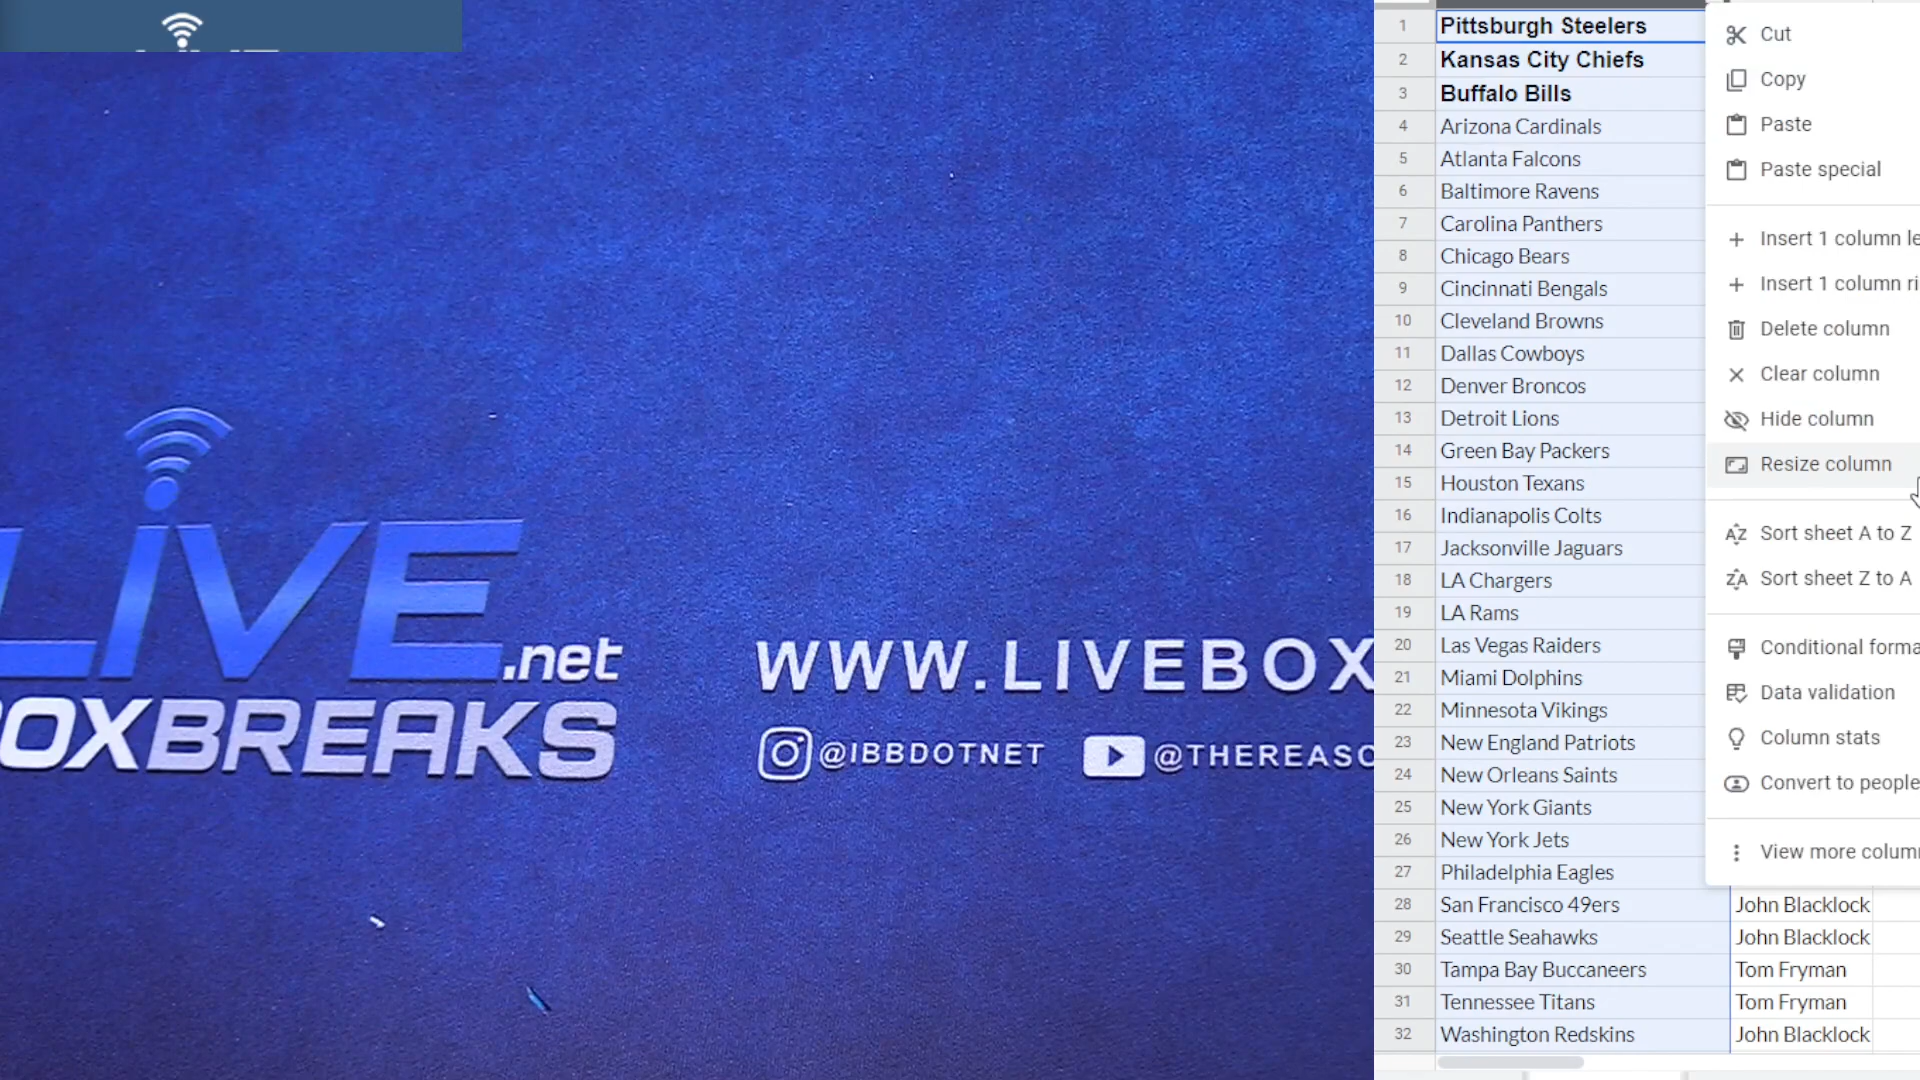 LIVE
.net
BOXBREAKS
WWW.LIVEBOX
@IBBDOTNET
@THEREASO
1 Pittsburgh Steelers
2 Kansas City Chiefs
3 Buffalo Bills
4 Arizona Cardinals
5 Atlanta Falcons
6 Baltimore Ravens
7 Carolina Panthers
8 Chicago Bears
9 Cincinnati Bengals
10 Cleveland Browns
11 Dallas Cowboys
12 Denver Broncos
13 Detroit Lions
14 Green Bay Packers
15 Houston Texans
16 Indianapolis Colts
17 Jacksonville Jaguars
18 LA Chargers
19 LA Rams
20 Las Vegas Raiders
21 Miami Dolphins
22 Minnesota Vikings
23 New England Patriots
24 New Orleans Saints
25 New York Giants
26 New York Jets
27 Philadelphia Eagles
28 San Francisco 49ers John Blacklock
29 Seattle Seahawks John Blacklock
30 Tampa Bay Buccaneers Tom Fryman
31 Tennessee Titans Tom Fryman
32 Washington Redskins John Blacklock
Cut
Copy
Paste
Paste special
Insert 1 column le
Insert 1 column ri
Delete column
Clear column
Hide column
Resize column
Sort sheet A to Z
Sort sheet Z to A
Conditional forma
Data validation
Column stats
Convert to people
View more colum